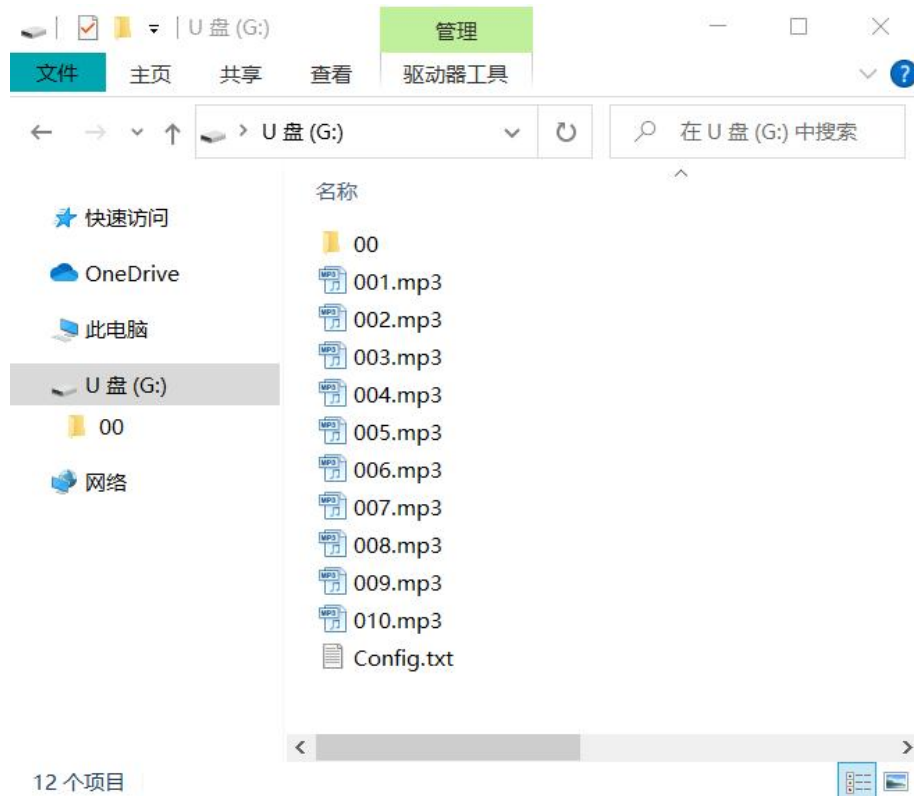 U 盘 (G:)
管理
文件
主页
共享
查看
驱动器工具
?
U 盘 (G:)
在 U 盘 (G:) 中搜索
快速访问
OneDrive
此电脑
U 盘 (G:)
00
网络
名称
00
001.mp3
002.mp3
003.mp3
004.mp3
005.mp3
006.mp3
007.mp3
008.mp3
009.mp3
010.mp3
Config.txt
12 个项目